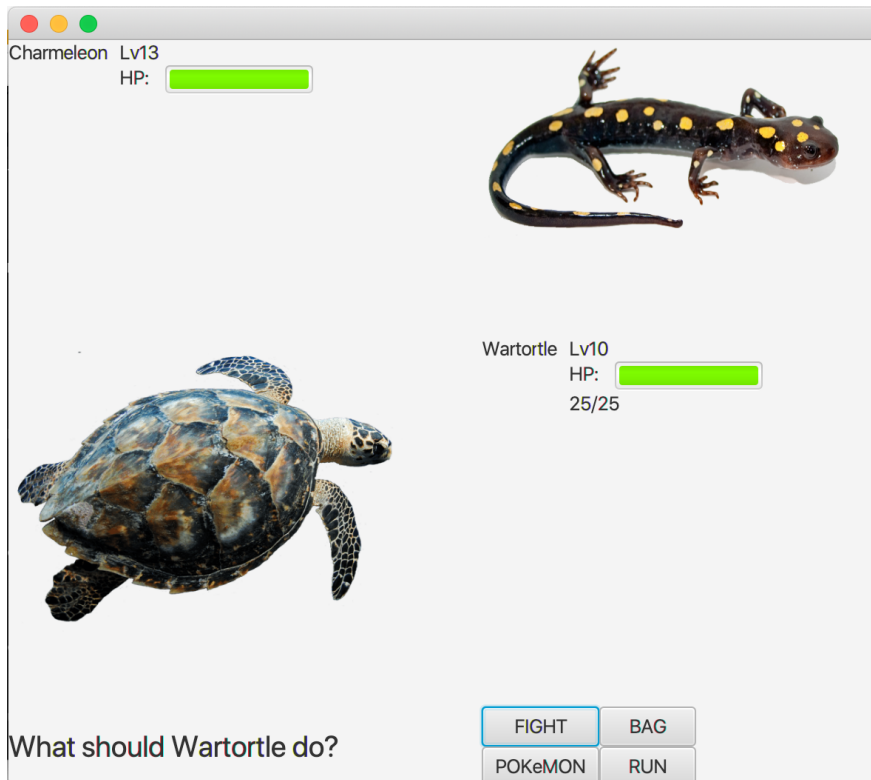 Charmeleon Lv13
HP:
Wartortle Lv10
HP:
25/25
What should Wartortle do?
FIGHT BAG
POKeMON RUN